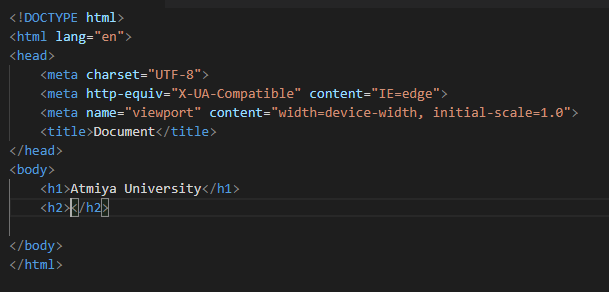 <!DOCTYPE html>
<html lang="en">
<head>
    <meta charset="UTF-8">
    <meta http-equiv="X-UA-Compatible" content="IE=edge">
    <meta name="viewport" content="width=device-width, initial-scale=1.0">
    <title>Document</title>
</head>
<body>
    <h1>Atmiya University</h1>
    <h2></h2>
</body>
</html>